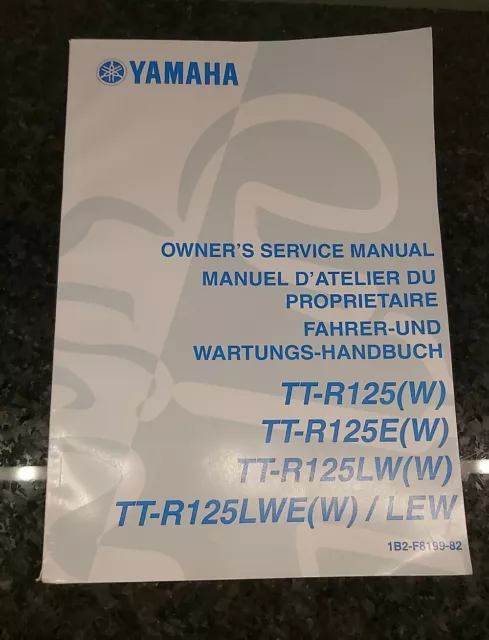 YAMAHA
OWNER'S SERVICE MANUAL
MANUEL D'ATELIER DU
PROPRIETAIRE
FAHRER-UND
WARTUNGS-HANDBUCH
TT-R125(W)
TT-R125E(W)
TT-R125LW(W)
TT-R125LWE(W) / LEW
1B2-F8199-82